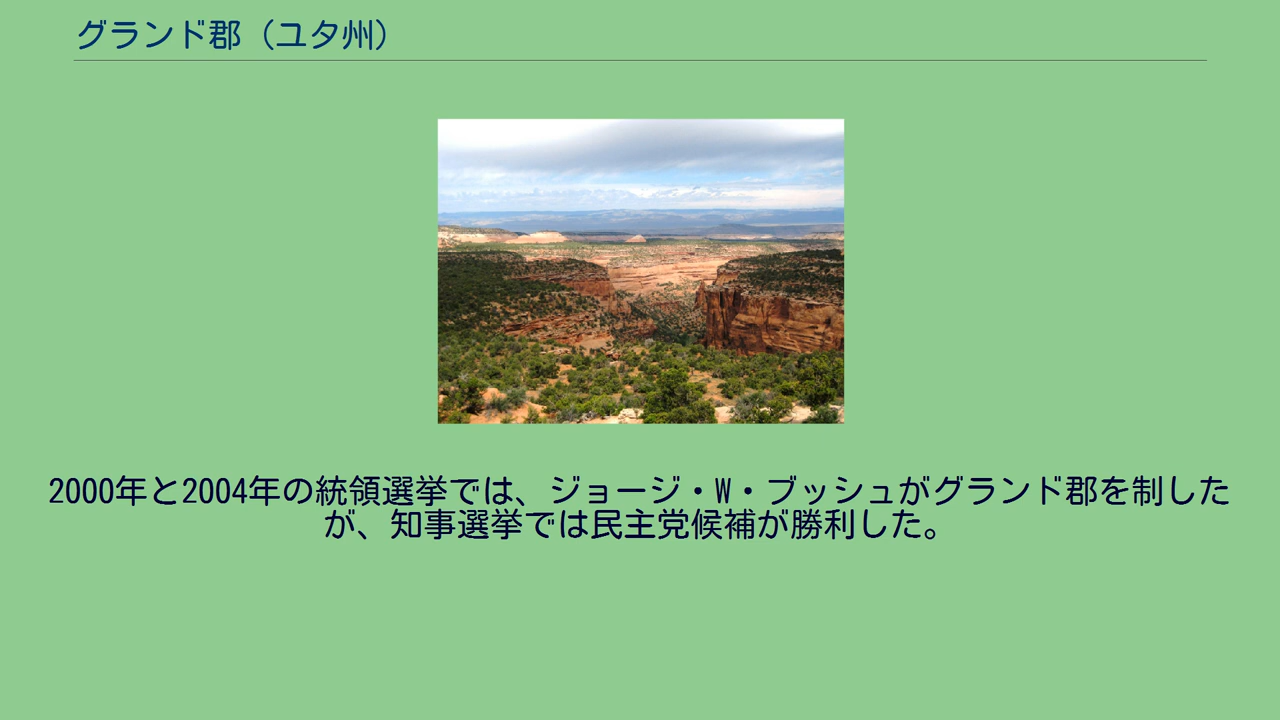 グランド郡（ユタ州）
2000年と2004年の統領選挙では、ジョージ・W・ブッシュがグランド郡を制した
が、知事選挙では民主党候補が勝利した。